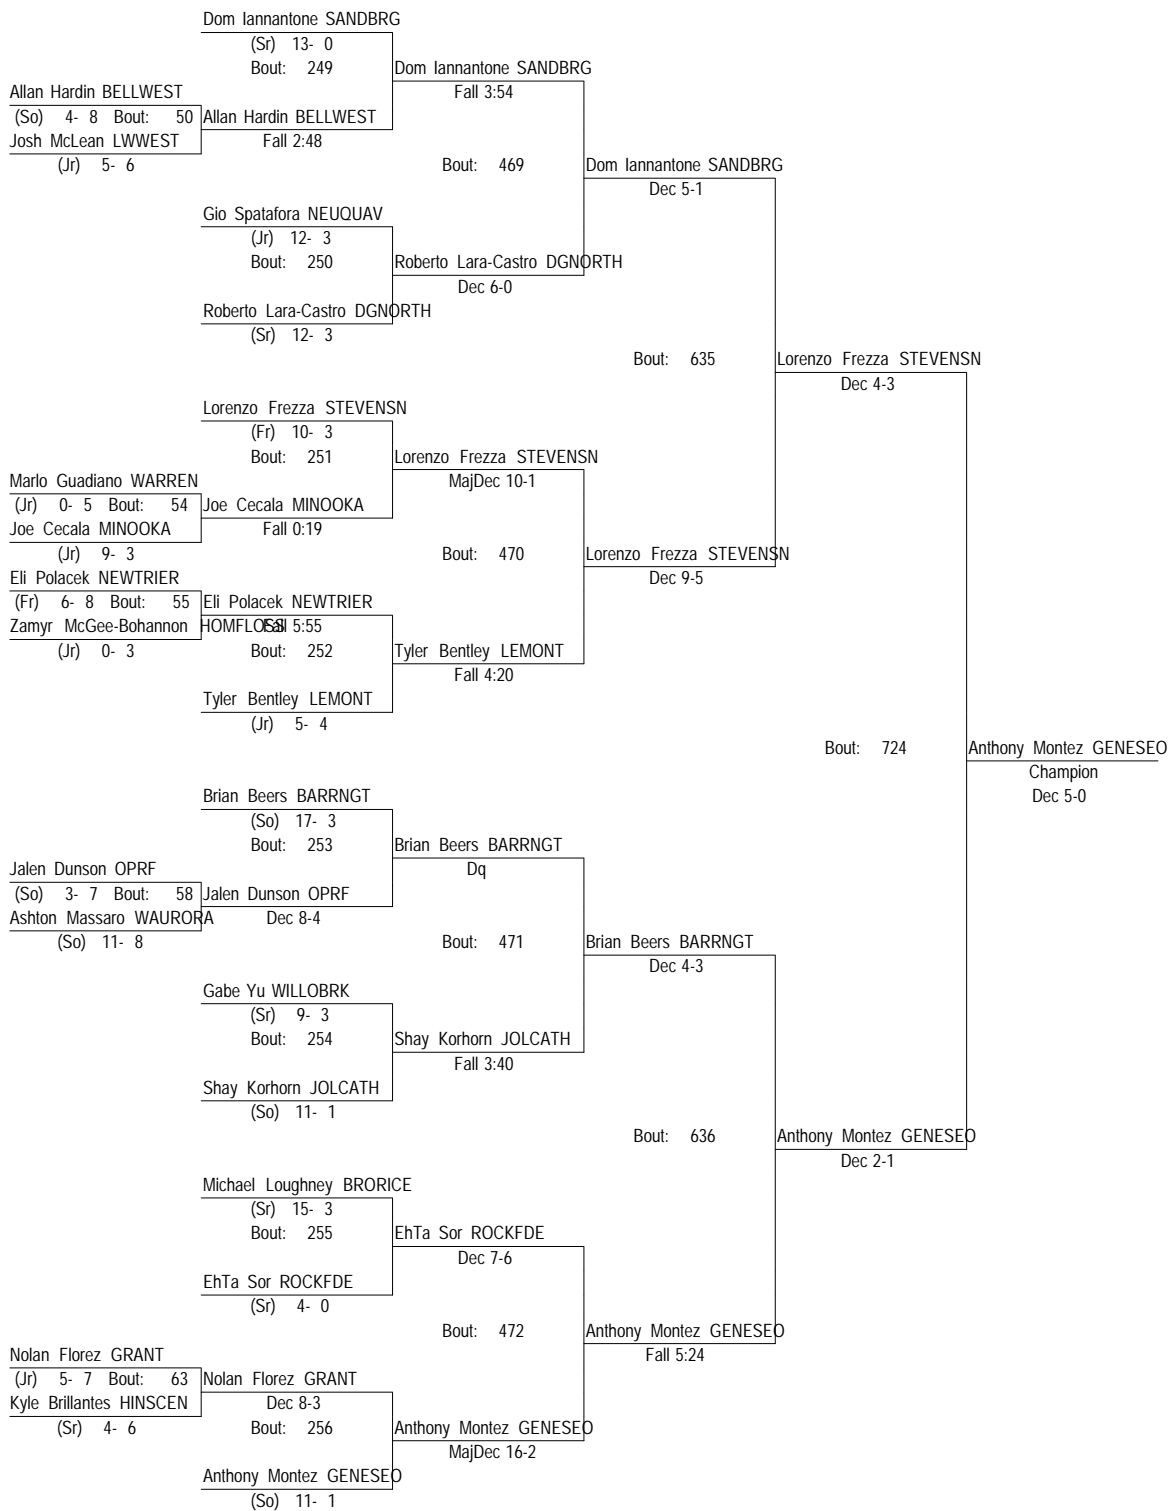 Dom Iannantone SANDBRG
(Sr) 13- 0
Bout: 249
Dom Iannantone SANDBRG
Fall 3:54
Allan Hardin BELLWEST
(So) 4- 8 Bout: 50
Allan Hardin BELLWEST
Josh McLean LWWEST
Fall 2:48
(Jr) 5- 6
Bout: 469
Dom Iannantone SANDBRG
Dec 5-1
Gio Spatafora NEUQUAV
(Jr) 12- 3
Bout: 250
Roberto Lara-Castro DGNORTH
Dec 6-0
Roberto Lara-Castro DGNORTH
(Sr) 12- 3
Bout: 635
Lorenzo Frezza STEVENSN
Dec 4-3
Lorenzo Frezza STEVENSN
(Fr) 10- 3
Bout: 251
Lorenzo Frezza STEVENSN
MajDec 10-1
Marlo Guadiano WARREN
(Jr) 0- 5 Bout: 54
Joe Cecala MINOOKA
Joe Cecala MINOOKA
Fall 0:19
(Jr) 9- 3
Bout: 470
Lorenzo Frezza STEVENSN
Dec 9-5
Eli Polacek NEWTRIER
(Fr) 6- 8 Bout: 55
Eli Polacek NEWTRIER
Zamyr McGee-Bohannon HOMFLOSS
Fall 5:55
(Jr) 0- 3
Bout: 252
Tyler Bentley LEMONT
Fall 4:20
Tyler Bentley LEMONT
(Jr) 5- 4
Bout: 724
Anthony Montez GENESEO
Champion
Dec 5-0
Brian Beers BARRNGT
(So) 17- 3
Bout: 253
Brian Beers BARRNGT
Dq
Jalen Dunson OPRF
(So) 3- 7 Bout: 58
Jalen Dunson OPRF
Ashton Massaro WAURORA
Dec 8-4
(So) 11- 8
Bout: 471
Brian Beers BARRNGT
Dec 4-3
Gabe Yu WILLOBRK
(Sr) 9- 3
Bout: 254
Shay Korhorn JOLCATH
Fall 3:40
Shay Korhorn JOLCATH
(So) 11- 1
Bout: 636
Anthony Montez GENESEO
Dec 2-1
Michael Loughney BRORICE
(Sr) 15- 3
Bout: 255
EhTa Sor ROCKFDE
Dec 7-6
EhTa Sor ROCKFDE
(Sr) 4- 0
Bout: 472
Anthony Montez GENESEO
Fall 5:24
Nolan Florez GRANT
(Jr) 5- 7 Bout: 63
Nolan Florez GRANT
Kyle Brillantes HINSCEN
Dec 8-3
(Sr) 4- 6
Bout: 256
Anthony Montez GENESEO
MajDec 16-2
Anthony Montez GENESEO
(So) 11- 1